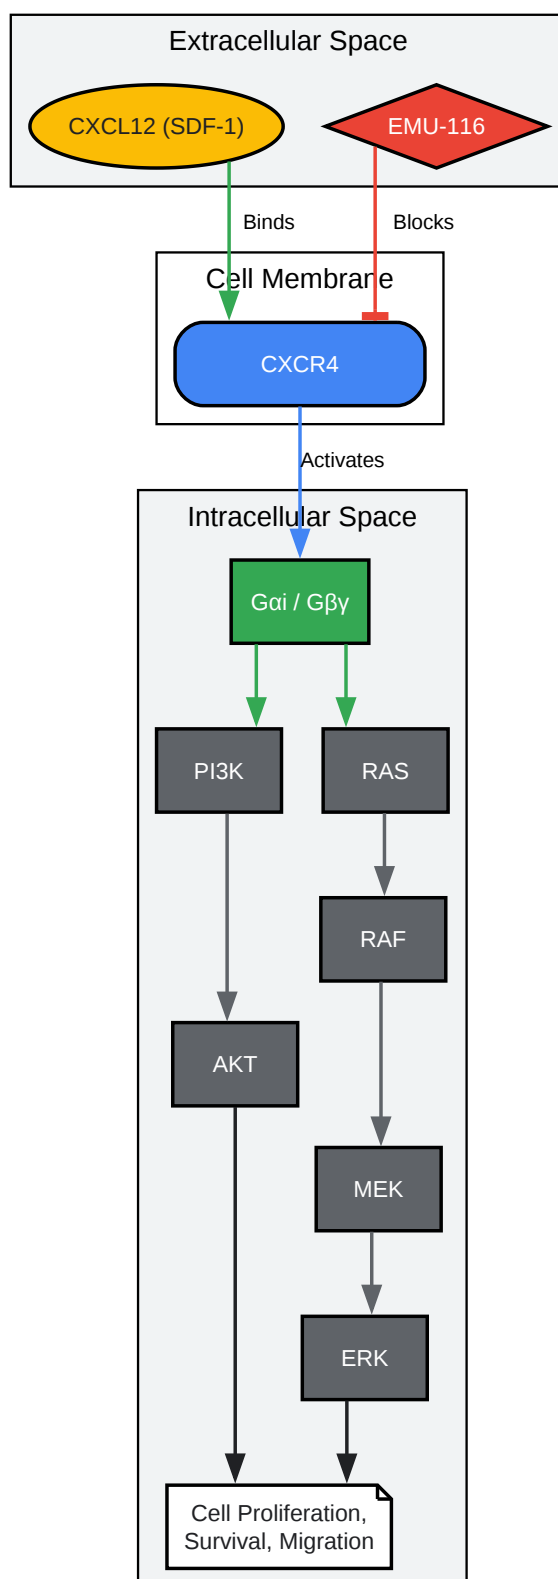 Extracellular Space
CXCL12 (SDF-1)
EMU-116
Binds
Blocks
Cell Membrane
CXCR4
Activates
Intracellular Space
Gαi / Gβγ
PI3K
RAS
RAF
AKT
MEK
ERK
Cell Proliferation,
Survival, Migration